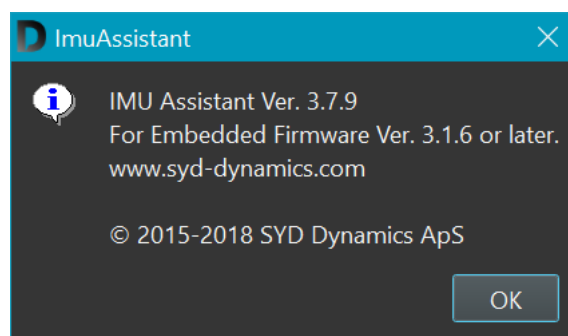 D ImuAssistant
IMU Assistant Ver. 3.7.9
For Embedded Firmware Ver. 3.1.6 or later.
www.syd-dynamics.com
© 2015-2018 SYD Dynamics ApS
OK